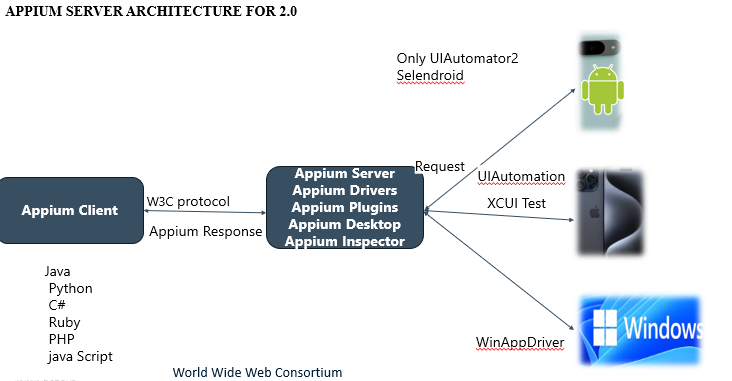 APPIUM SERVER ARCHITECTURE FOR 2.0
Only UIAutomator2
Selendroid
Request
Appium Server
Appium Drivers
Appium Plugins
Appium Desktop
Appium Inspector
UIAutomation
XCUI Test
Appium Client
W3C protocol
Appium Response
Java
Python
C#
Ruby
PHP
java Script
WinAppDriver
Windows
World Wide Web Consortium